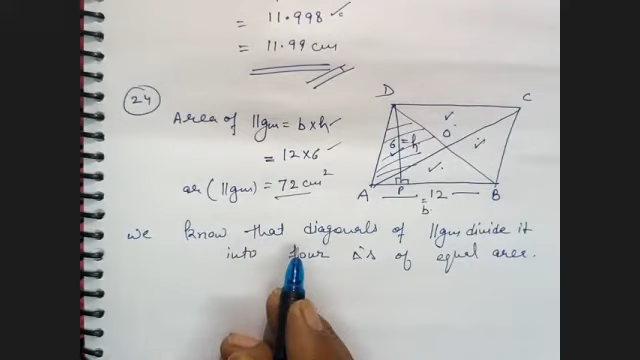 = 11.998
= 11.99 cm
24
Area of ||gm = b × h
= 12 × 6
ar (||gm) = 72 cm²
D
C
O
6 = h
A
P
12
B
= b
we know that diagonals of ||gm divide it
into four Δ's of equal area.